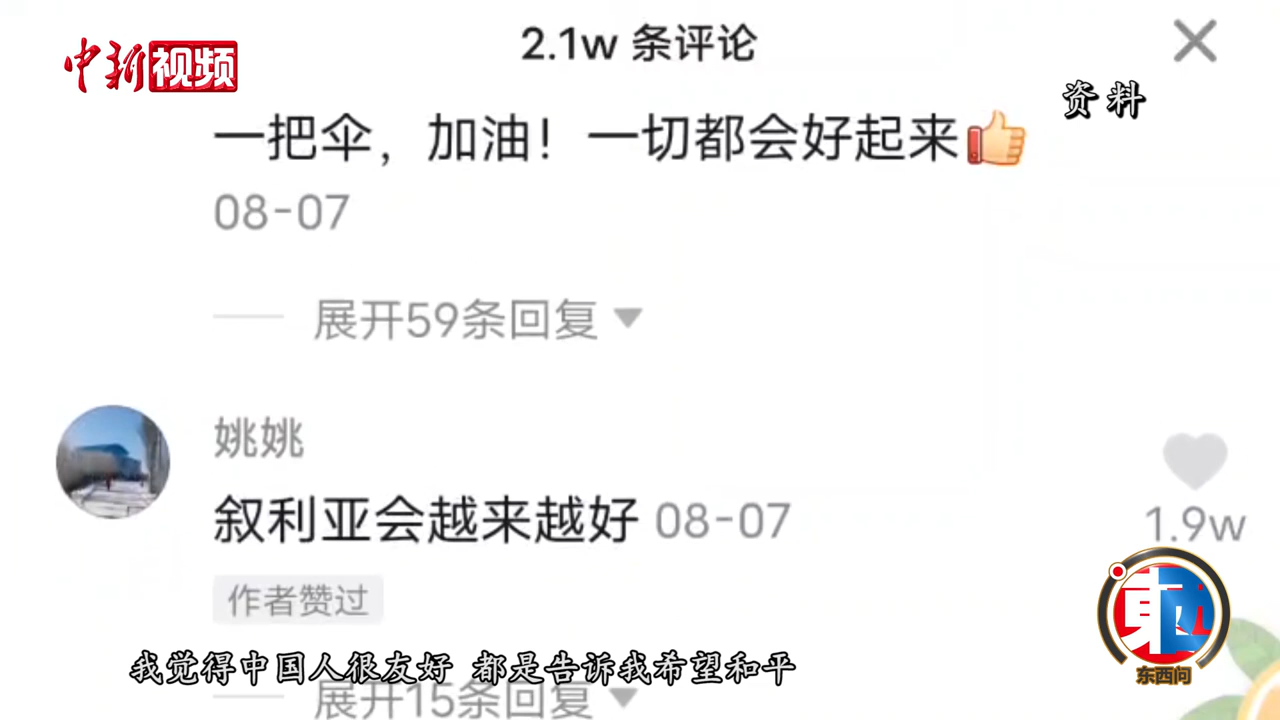 2.1w 条评论
中新视频
资料
一把伞，加油！一切都会好起来
08-07
展开59条回复
姚姚
叙利亚会越来越好 08-07
1.9w
作者赞过
东西问
我觉得中国人很友好 都是告诉我希望和平
展开15条回复